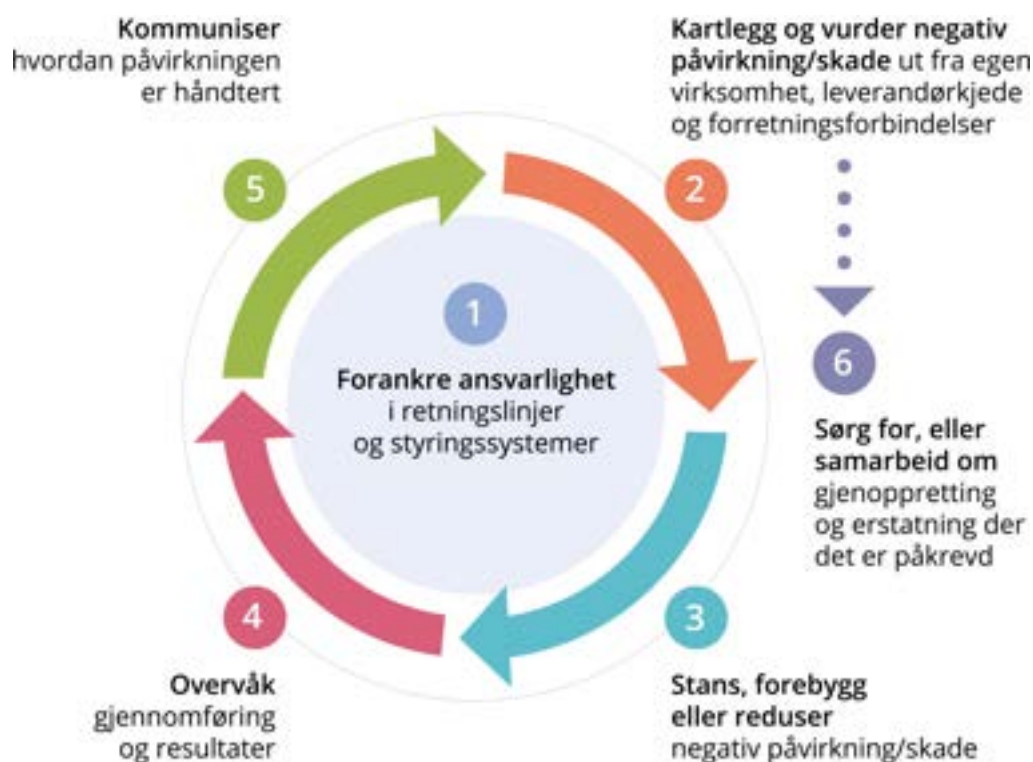 1
Forankre ansvarlighet
i retningslinjer
og styringssystemer
2
Kartlegg og vurder negativ
påvirkning/skade ut fra egen
virksomhet, leverandørkjede
og forretningsforbindelser
3
Stans, forebygg
eller reduser
negativ påvirkning/skade
4
Overvåk
gjennomføring
og resultater
5
Kommuniser
hvordan påvirkningen
er håndtert
6
Sørg for, eller
samarbeid om
gjenoppretting
og erstatning der
det er påkrevd